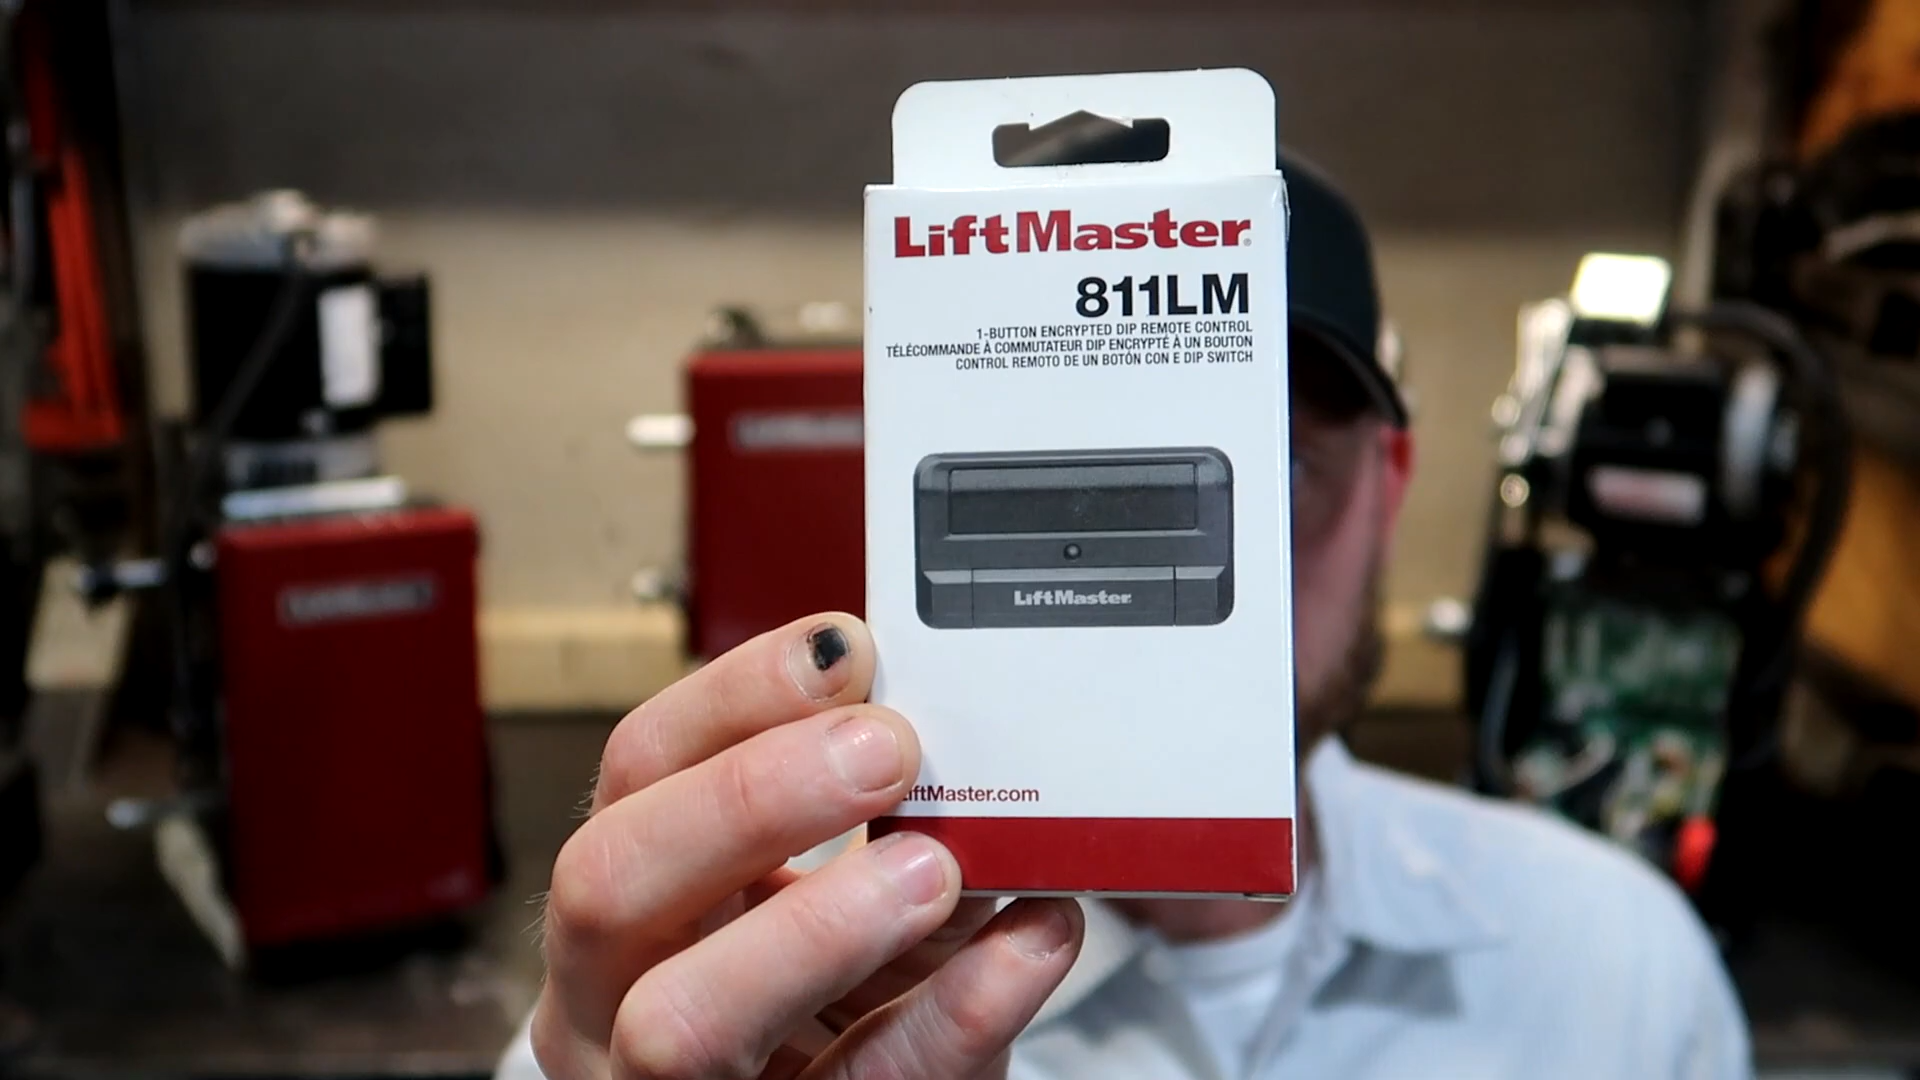 LiftMaster®
811LM
1-BUTTON ENCRYPTED DIP REMOTE CONTROL
TÉLÉCOMMANDE À COMMUTATEUR DIP ENCRYPTÉ À UN BOUTON
CONTROL REMOTO DE UN BOTÓN CON E DIP SWITCH
LiftMaster
LiftMaster.com